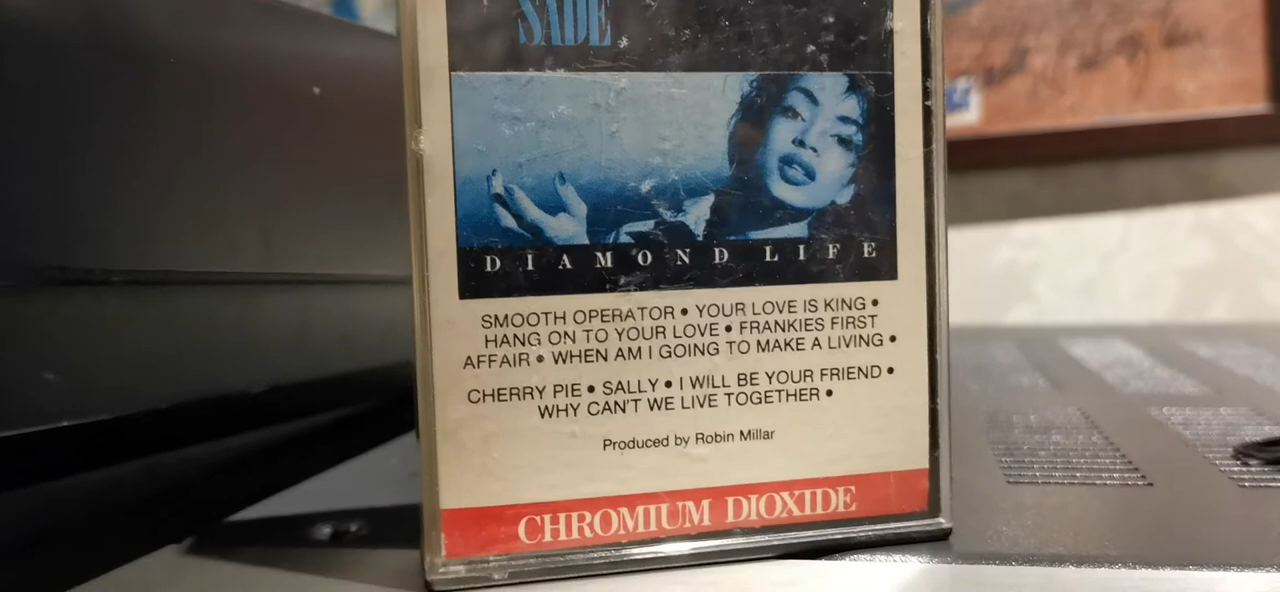 SADE
DIAMOND LIFE
SMOOTH OPERATOR • YOUR LOVE IS KING •
HANG ON TO YOUR LOVE • FRANKIES FIRST
AFFAIR • WHEN AM I GOING TO MAKE A LIVING •
CHERRY PIE • SALLY • I WILL BE YOUR FRIEND •
WHY CAN'T WE LIVE TOGETHER •
Produced by Robin Millar
CHROMIUM DIOXIDE